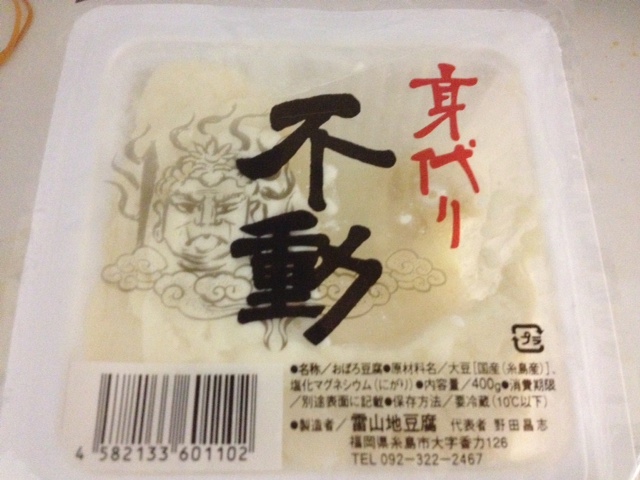 身代り
不動
プラ
●名称／おぼろ豆腐●原材料名／大豆［国産（糸島産）］、
塩化マグネシウム（にがり）●内容量／400g●消費期限
／別途表面に記載●保存方法／要冷蔵（10℃以下）
●製造者／雷山地豆腐 代表者 野田昌志
福岡県糸島市大字香力126
TEL 092-322-2467
4 582133 601102